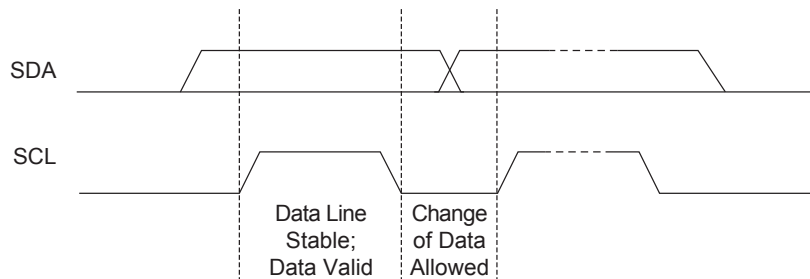 SDA
SCL
Data Line
Stable;
Data Valid
Change
of Data
Allowed